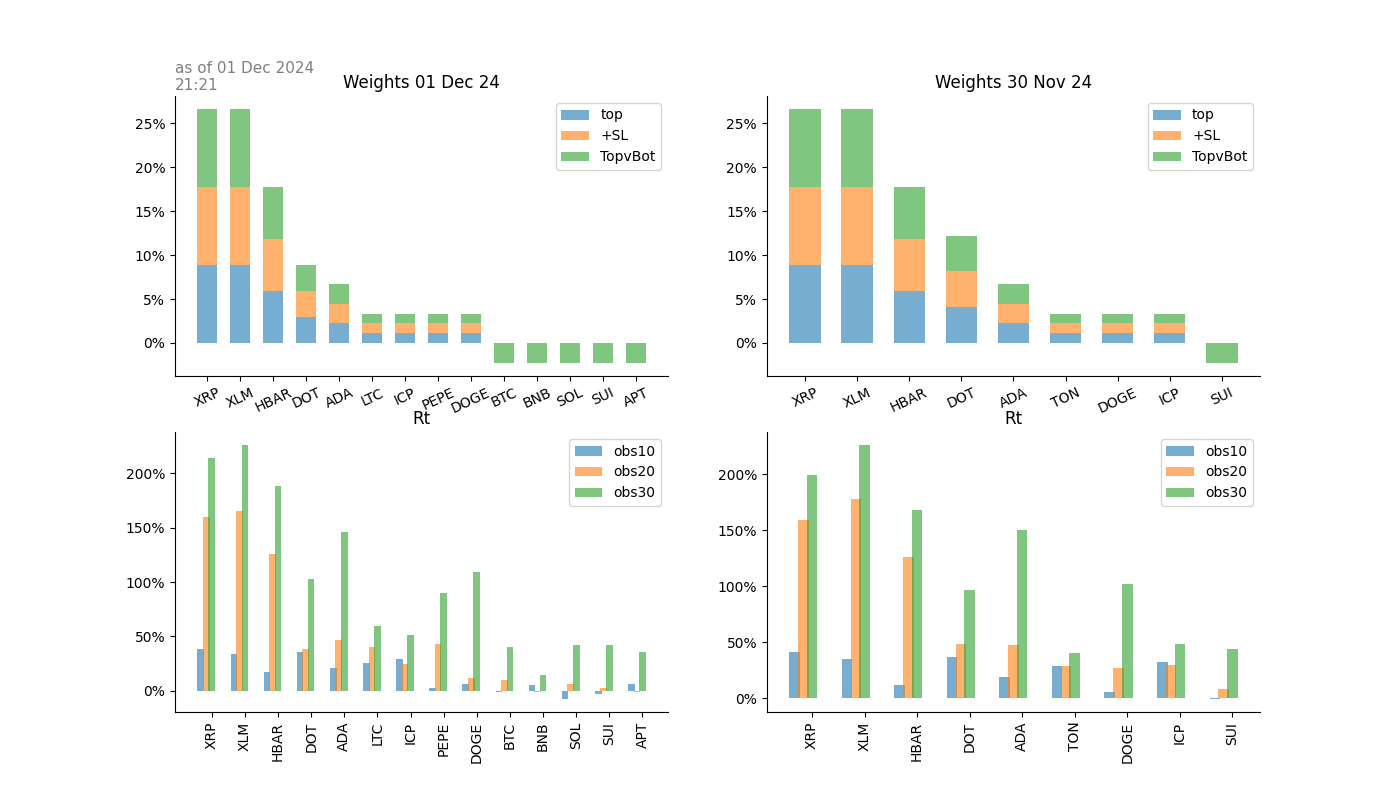 as of 01 Dec 2024
21:21
Weights 01 Dec 24
25%
20%
15%
10%
5%
0%
top
+SL
TopvBot
XRP XLM HBAR DOT ADA LTC ICP PEPE DOGE BTC BNB SOL SUI APT
Weights 30 Nov 24
25%
20%
15%
10%
5%
0%
top
+SL
TopvBot
XRP XLM HBAR DOT ADA TON DOGE ICP SUI
Rt
200%
150%
100%
50%
0%
obs10
obs20
obs30
XRP XLM HBAR DOT ADA LTC ICP PEPE DOGE BTC BNB SOL SUI APT
Rt
200%
150%
100%
50%
0%
obs10
obs20
obs30
XRP XLM HBAR DOT ADA TON DOGE ICP SUI